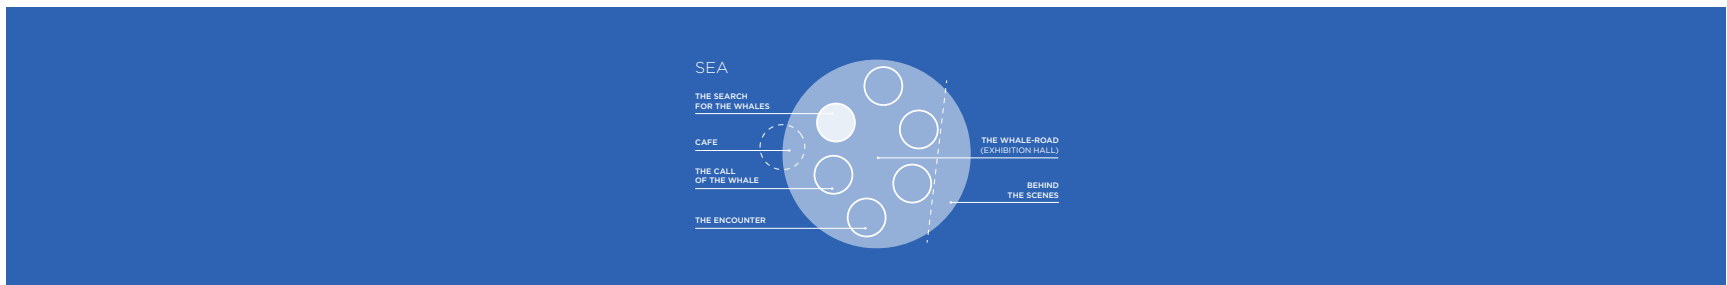 SEA
THE SEARCH
FOR THE WHALES
CAFE
THE CALL
OF THE WHALE
THE ENCOUNTER
THE WHALE-ROAD
(EXHIBITION HALL)
BEHIND
THE SCENES